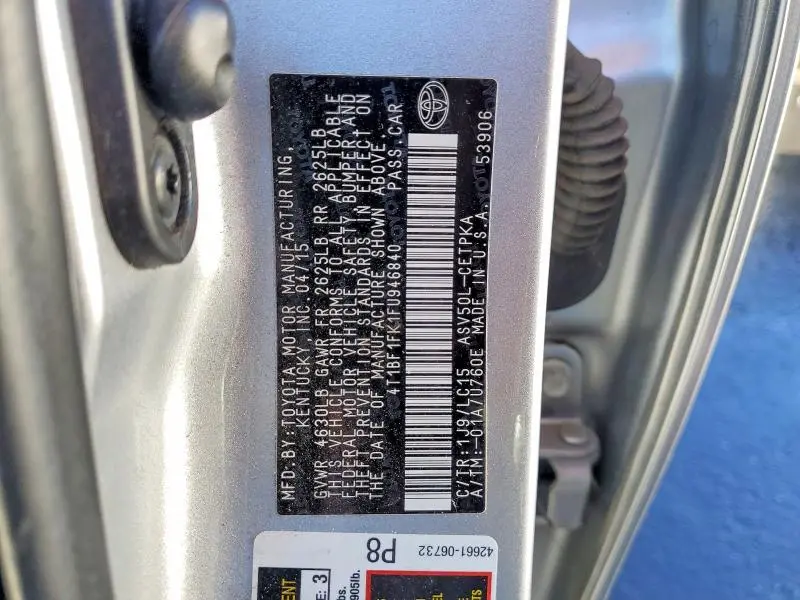 MFD. BY: TOYOTA MOTOR MANUFACTURING,
KENTUCKY, INC. 04/15
GVWR 4630LB GAWR FR 2625LB RR 2625LB
THIS VEHICLE CONFORMS TO ALL APPLICABLE
FEDERAL MOTOR VEHICLE SAFETY, BUMPER, AND
THEFT PREVENTION STANDARDS IN EFFECT ON
THE DATE OF MANUFACTURE SHOWN ABOVE.
4T1BF1FK1FU946840 PASS. CAR
C/TR: 1J9/LC15 ASV50L-CETPKA
A/TM: -01A/U760E MADE IN U.S.A. 53906
P8
42661-06732
3
905lb.